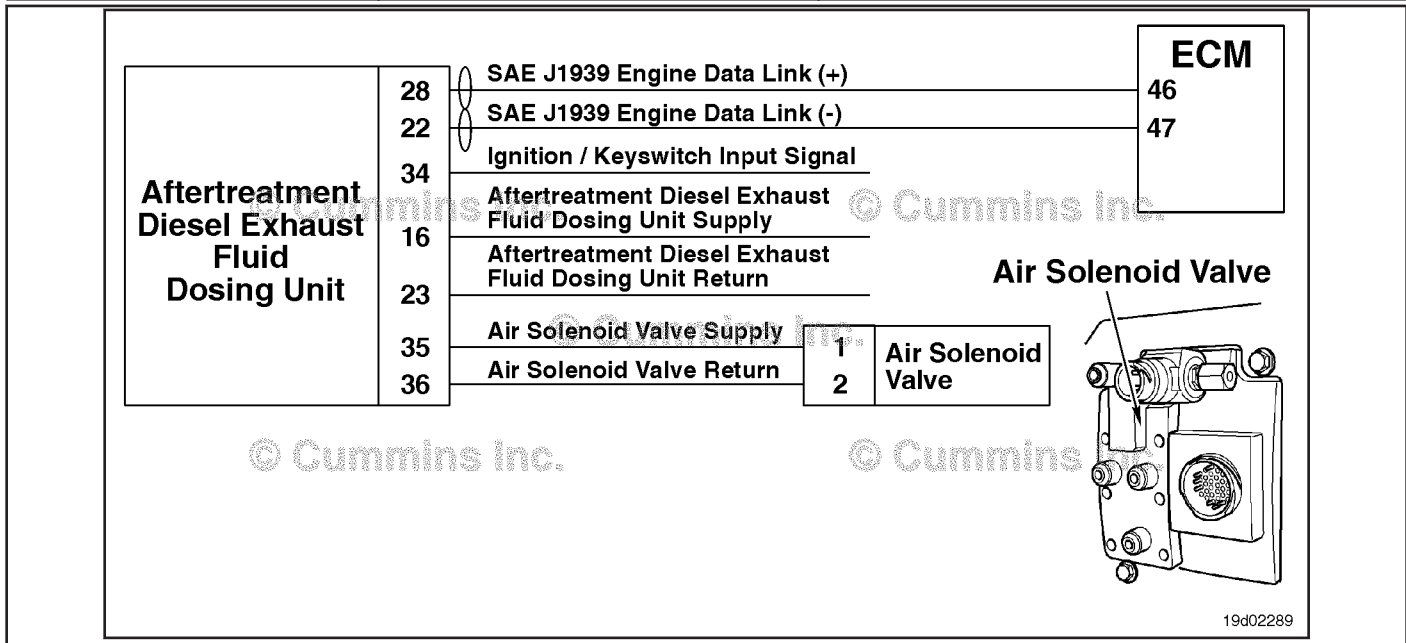 ECM
28 SAE J1939 Engine Data Link (+) 46
22 SAE J1939 Engine Data Link (-) 47
34 Ignition / Keyswitch Input Signal
Aftertreatment
Diesel Exhaust
Fluid
Dosing Unit
Aftertreatment Diesel Exhaust
16 Fluid Dosing Unit Supply
Aftertreatment Diesel Exhaust
23 Fluid Dosing Unit Return
35 Air Solenoid Valve Supply 1
36 Air Solenoid Valve Return 2
Air Solenoid
Valve
Air Solenoid Valve
© Cummins Inc.
© Cummins Inc.
© Cummins Inc.
© Cummins Inc.
© Cummins Inc.
19d02289